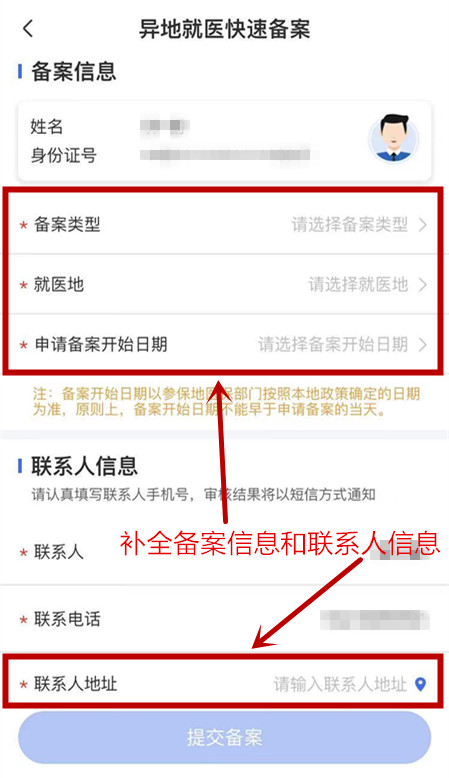 异地就医快速备案
备案信息
姓名
身份证号
* 备案类型 请选择备案类型
* 就医地 请选择就医地
* 申请备案开始日期 请选择备案开始日期
注：备案开始日期以参保地医保部门按照本地政策确定的日期
为准，原则上，备案开始日期不能早于申请备案的当天。
联系人信息
请认真填写联系人手机号，审核结果将以短信方式通知
补全备案信息和联系人信息
* 联系人
* 联系电话
* 联系人地址 请输入联系人地址
提交备案